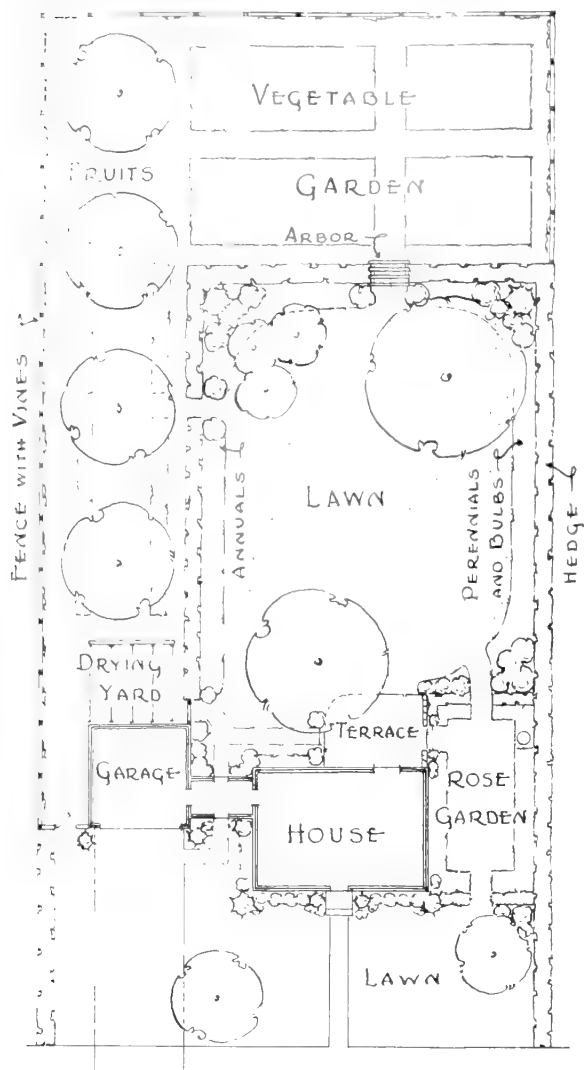 VEGETABLE
FRUITS
GARDEN
ARBOR
FENCE WITH VINES
ANNUALS
LAWN
PERENNIALS
AND BULBS
HEDGE
DRYING
YARD
TERRACE
GARAGE
ROSE
GARDEN
HOUSE
LAWN